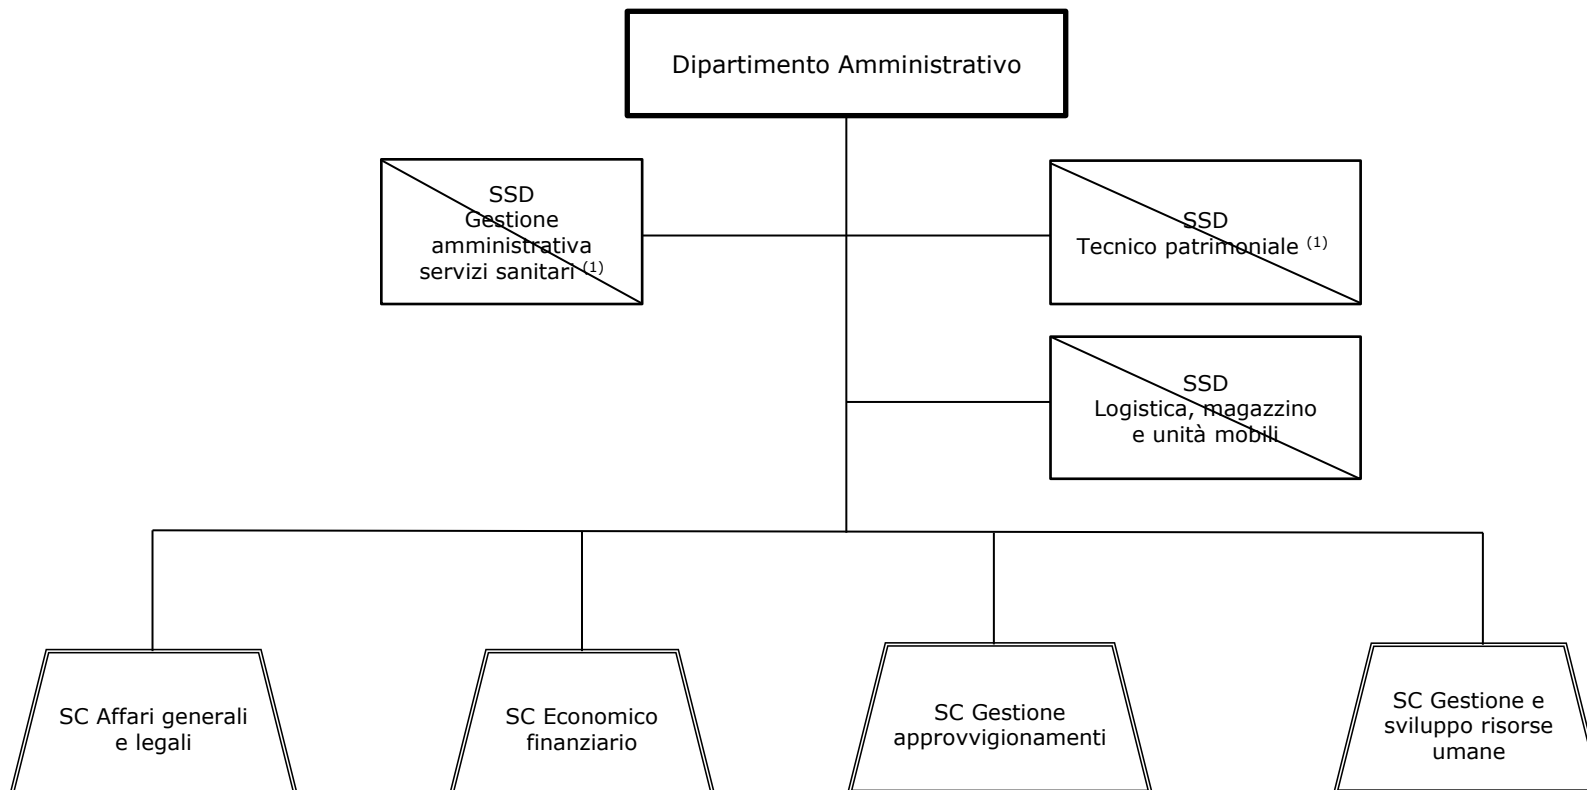 Dipartimento Amministrativo
SSD
Gestione
amministrativa
servizi sanitari (1)
SSD
Tecnico patrimoniale (1)
SSD
Logistica, magazzino
e unità mobili
SC Affari generali
e legali
SC Economico
finanziario
SC Gestione
approvvigionamenti
SC Gestione e
sviluppo risorse
umane